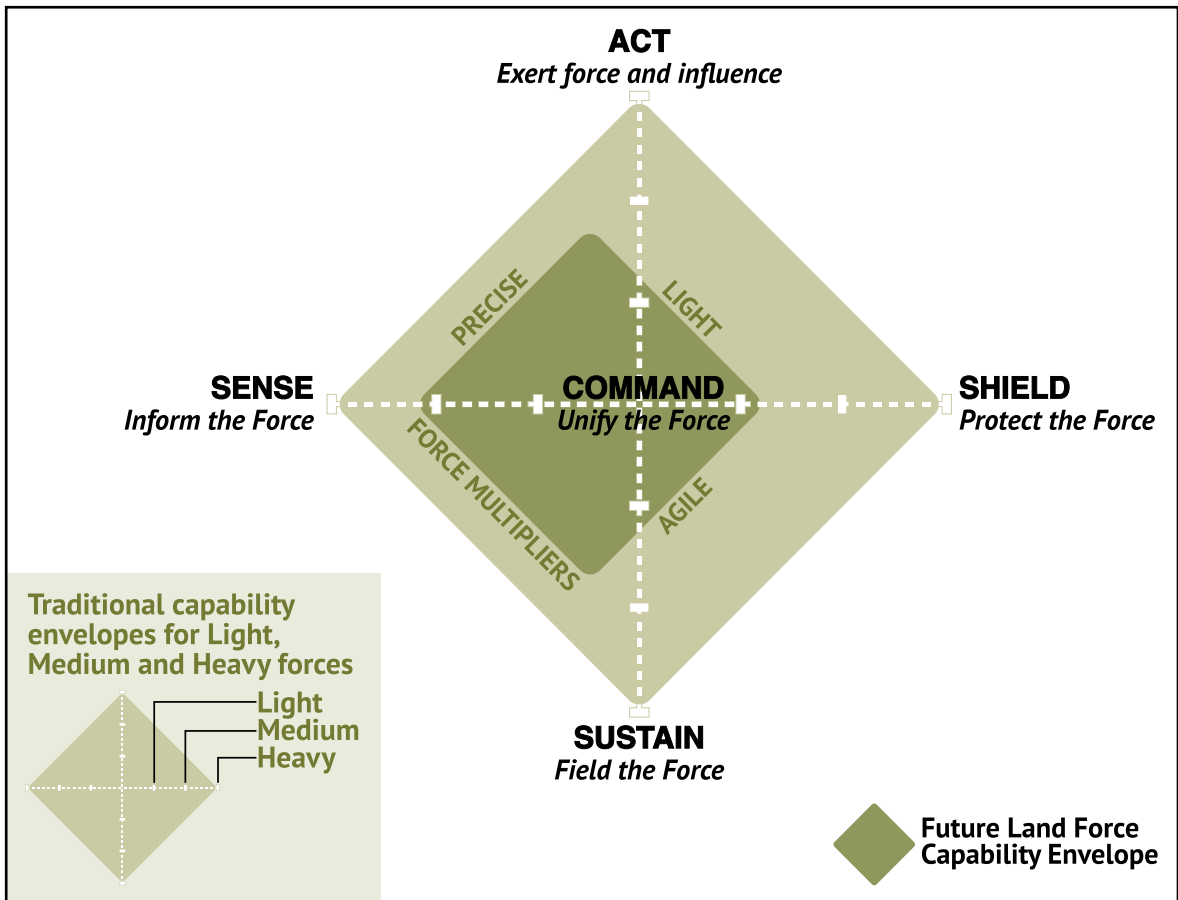 ACT
Exert force and influence
PRECISE
LIGHT
SENSE
Inform the Force
COMMAND
Unify the Force
SHIELD
Protect the Force
FORCE MULTIPLIERS
AGILE
SUSTAIN
Field the Force
Traditional capability
envelopes for Light,
Medium and Heavy forces
Light
Medium
Heavy
Future Land Force
Capability Envelope